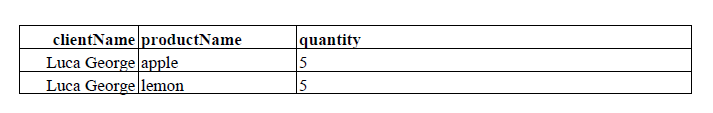 clientName productName quantity
Luca George apple 5
Luca George lemon 5